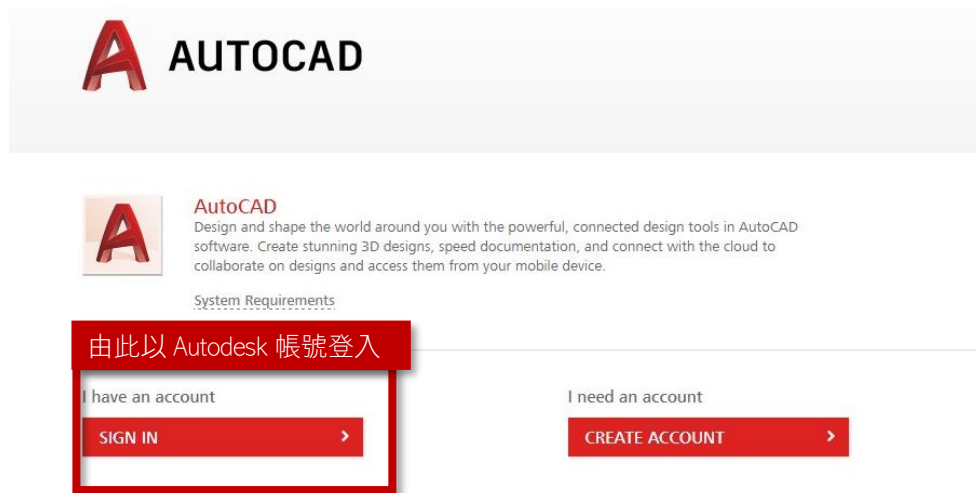 AUTOCAD
AutoCAD
Design and shape the world around you with the powerful, connected design tools in AutoCAD
software. Create stunning 3D designs, speed documentation, and connect with the cloud to
collaborate on designs and access them from your mobile device.
System Requirements
由此以 Autodesk 帳號登入
I have an account
SIGN IN
I need an account
CREATE ACCOUNT